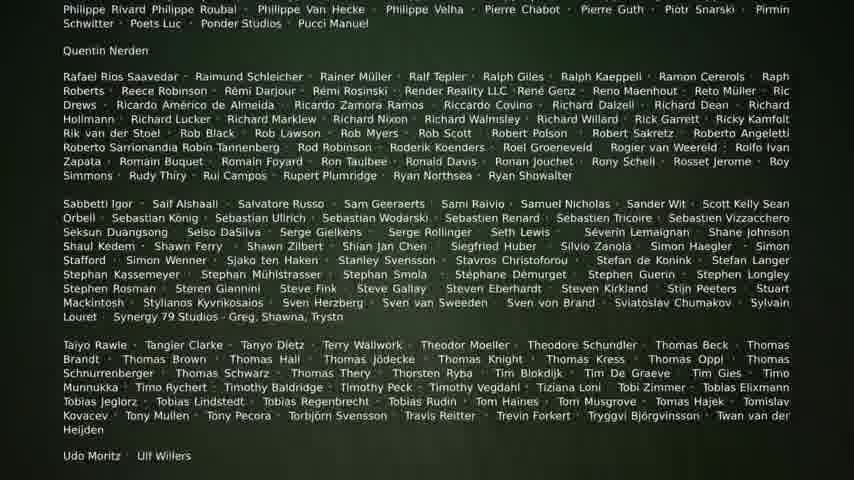 Philippe Rivard Philippe Roubal · Philippe Van Hecke · Philippe Velha · Pierre Chabot · Pierre Guth · Piotr Snarski · Pirmin
Schwitter · Poets Luc · Ponder Studios · Pucci Manuel
Quentin Nerden
Rafael Rios Saavedar · Raimund Schleicher · Rainer Müller · Ralf Tepler · Ralph Giles · Ralph Kaeppeli · Ramon Cererols · Raph
Roberts · Reece Robinson · Rémi Darjour · Rémi Rosinski · Render Reality LLC · René Genz · Reno Maenhout · Reto Müller · Ric
Drews · Ricardo Américo de Almeida · Ricardo Zamora Ramos · Riccardo Covino · Richard Dalzell · Richard Dean · Richard
Hollmann · Richard Lucker · Richard Marklew · Richard Nixon · Richard Walmsley · Richard Willard · Rick Garrett · Ricky Kamfolt
Rik van der Stoel · Rob Black · Rob Lawson · Rob Myers · Rob Scott · Robert Polson · Robert Sakretz · Roberto Angeletti
Roberto Sarrionandia Robin Tannenberg · Rod Robinson · Roderik Koenders · Roel Groeneveld · Rogier van Weereld · Rolfo Ivan
Zapata · Romain Buquet · Romain Foyard · Ron Taulbee · Ronald Davis · Ronan Jouchet · Rony Schell · Rosset Jerome · Roy
Simmons · Rudy Thiry · Rui Campos · Rupert Plumridge · Ryan Northsea · Ryan Showalter
Sabbetti Igor · Saif Alshaali · Salvatore Russo · Sam Geeraerts · Sami Raivio · Samuel Nicholas · Sander Wit · Scott Kelly Sean
Orbell · Sebastian König · Sebastian Ullrich · Sebastian Wodarski · Sebastien Renard · Sébastien Tricoire · Sebastien Vizzacchero
Seksun Duangsong · Selso DaSilva · Serge Gielkens · Serge Rollinger · Seth Lewis · Séverin Lemaignan · Shane Johnson
Shaul Kedem · Shawn Ferry · Shawn Zilbert · Shian Jan Chen · Siegfried Huber · Silvio Zanola · Simon Haegler · Simon
Stafford · Simon Wenner · Sjako ten Haken · Stanley Svensson · Stavros Christoforou · Stefan de Konink · Stefan Langer
Stephan Kassemeyer · Stephan Mühlstrasser · Stephan Smola · Stéphane Démurget · Stephen Guerin · Stephen Longley
Stephen Rosman · Steren Giannini · Steve Fink · Steve Gallay · Steven Eberhardt · Steven Kirkland · Stijn Peeters · Stuart
Mackintosh · Stylianos Kyvrikosaios · Sven Herzberg · Sven van Sweeden · Sven von Brand · Sviatoslav Chumakov · Sylvain
Louret · Synergy 79 Studios - Greg, Shawna, Trystn
Taiyo Rawle · Tangier Clarke · Tanyo Dietz · Terry Wallwork · Theodor Moeller · Theodore Schundler · Thomas Beck · Thomas
Brandt · Thomas Brown · Thomas Hall · Thomas Jödecke · Thomas Knight · Thomas Kress · Thomas Oppl · Thomas
Schnurrenberger · Thomas Schwarz · Thomas Thery · Thorsten Ryba · Tim Blokdijk · Tim De Graeve · Tim Gies · Timo
Munnukka · Timo Rychert · Timothy Baldridge · Timothy Peck · Timothy Vegdahl · Tiziana Loni · Tobi Zimmer · Tobias Elixmann
Tobias Jeglorz · Tobias Lindstedt · Tobias Regenbrecht · Tobias Rudin · Tom Haines · Tom Musgrove · Tomas Hajek · Tomislav
Kovacev · Tony Mullen · Tony Pecora · Torbjörn Svensson · Travis Reitter · Trevin Forkert · Tryggvi Björgvinsson · Twan van der
Heijden
Udo Moritz · Ulf Willers